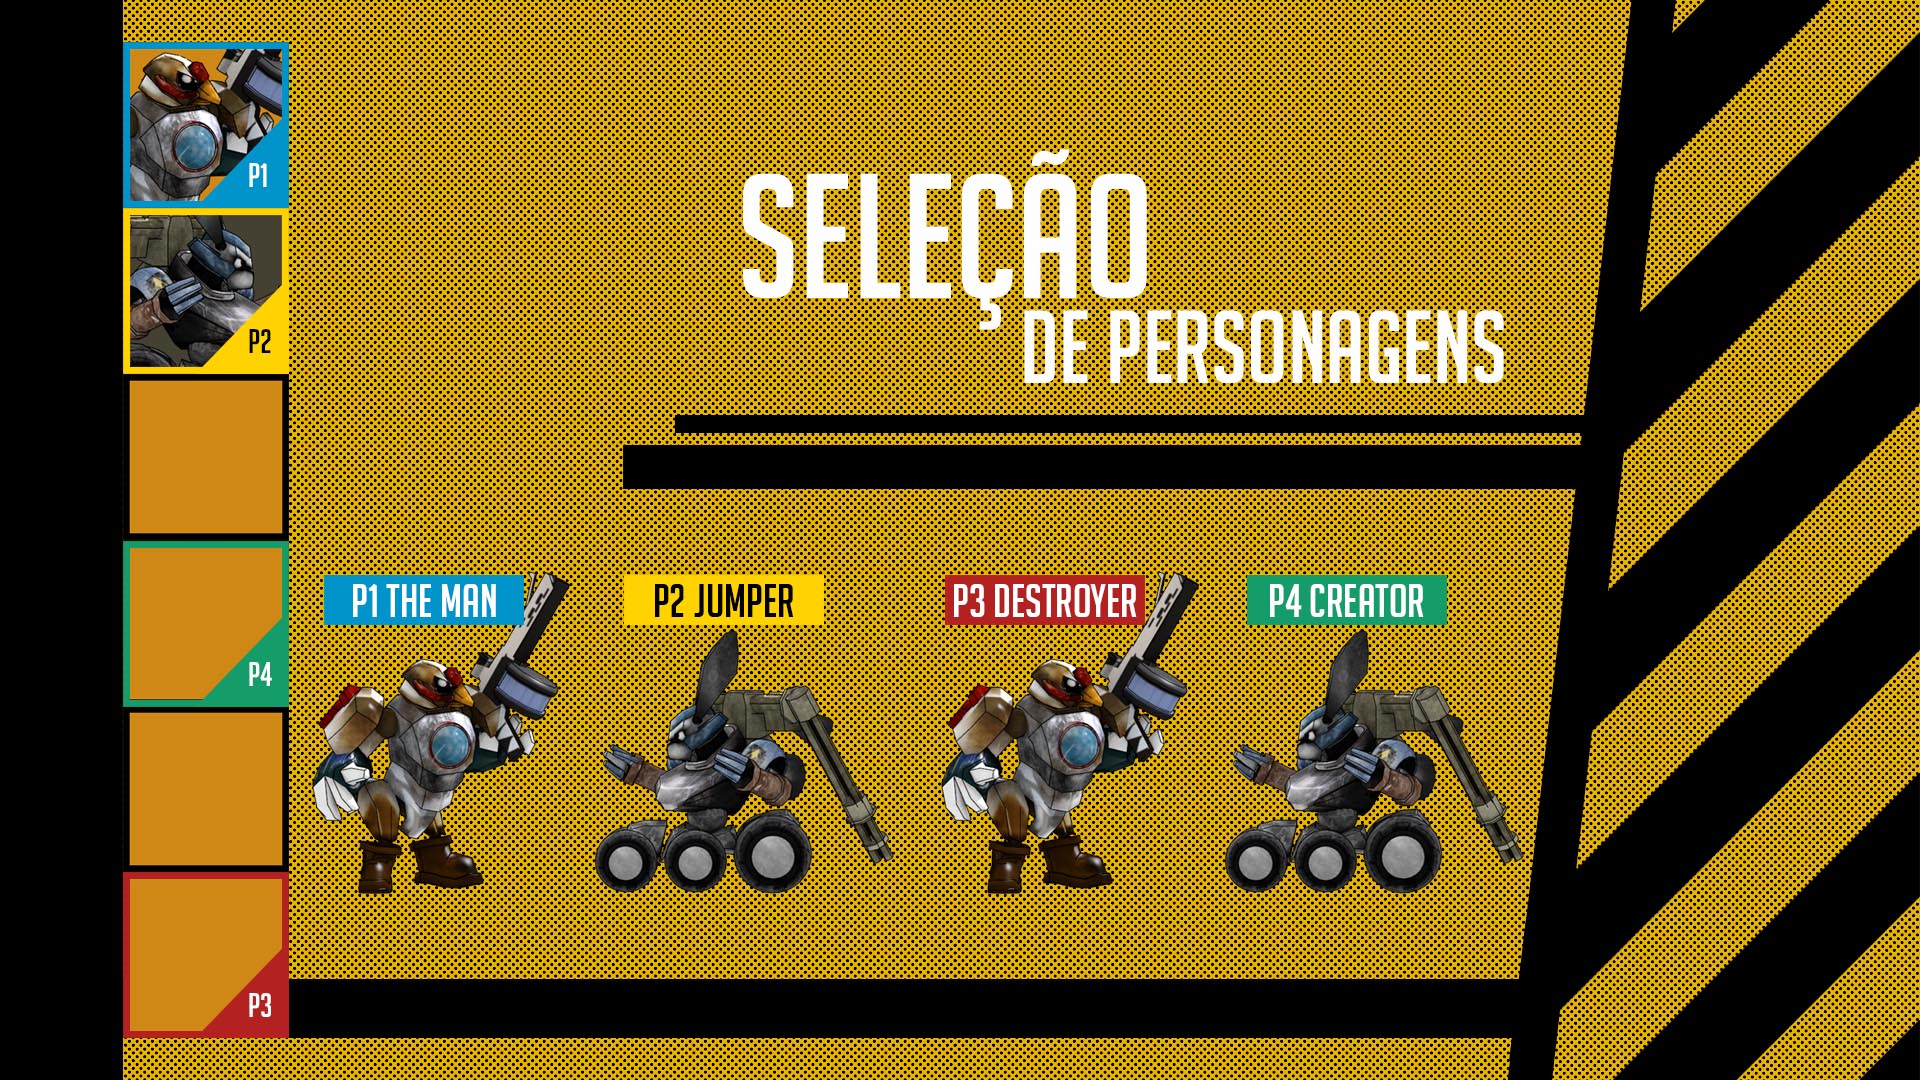 P1
P2
P4
P3
SELEÇÃO
DE PERSONAGENS
P1 THE MAN
P2 JUMPER
P3 DESTROYER
P4 CREATOR